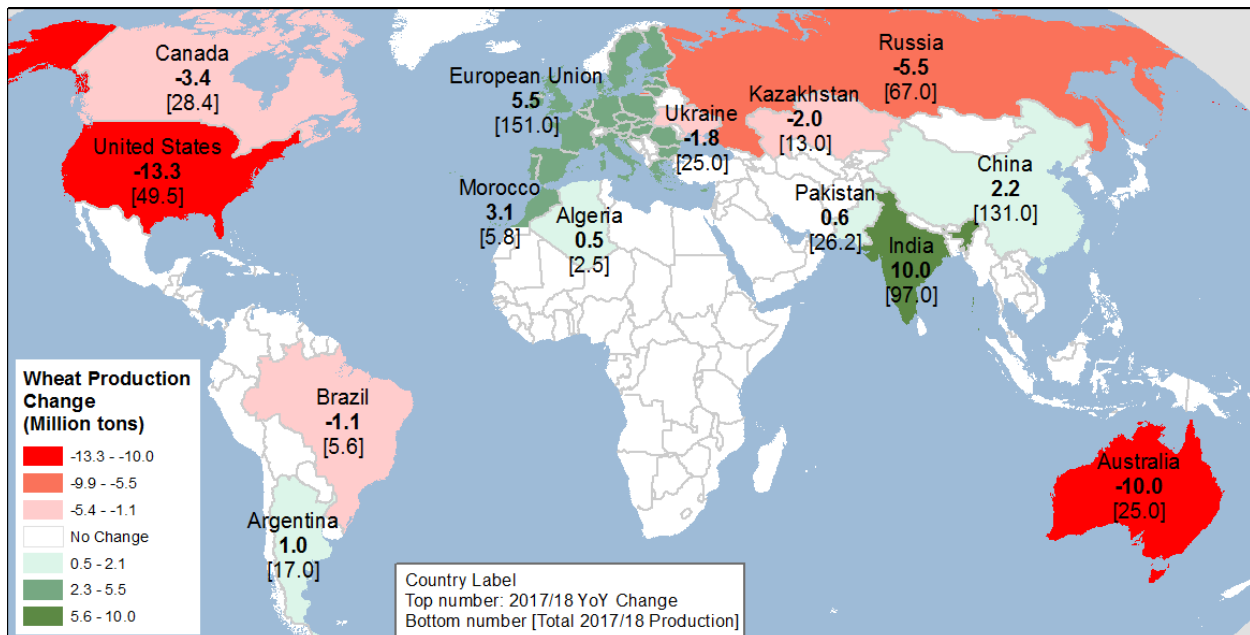 Canada
-3.4
[28.4]
United States
-13.3
[49.5]
European Union
5.5
[151.0]
Russia
-5.5
[67.0]
Ukraine
-1.8
[25.0]
Kazakhstan
-2.0
[13.0]
China
2.2
[131.0]
Morocco
3.1
[5.8]
Algeria
0.5
[2.5]
Pakistan
0.6
[26.2]
India
10.0
[97.0]
Brazil
-1.1
[5.6]
Argentina
1.0
[17.0]
Australia
-10.0
[25.0]
Wheat Production
Change
(Million tons)
-13.3 - -10.0
-9.9 - -5.5
-5.4 - -1.1
No Change
0.5 - 2.1
2.3 - 5.5
5.6 - 10.0
Country Label
Top number: 2017/18 YoY Change
Bottom number [Total 2017/18 Production]